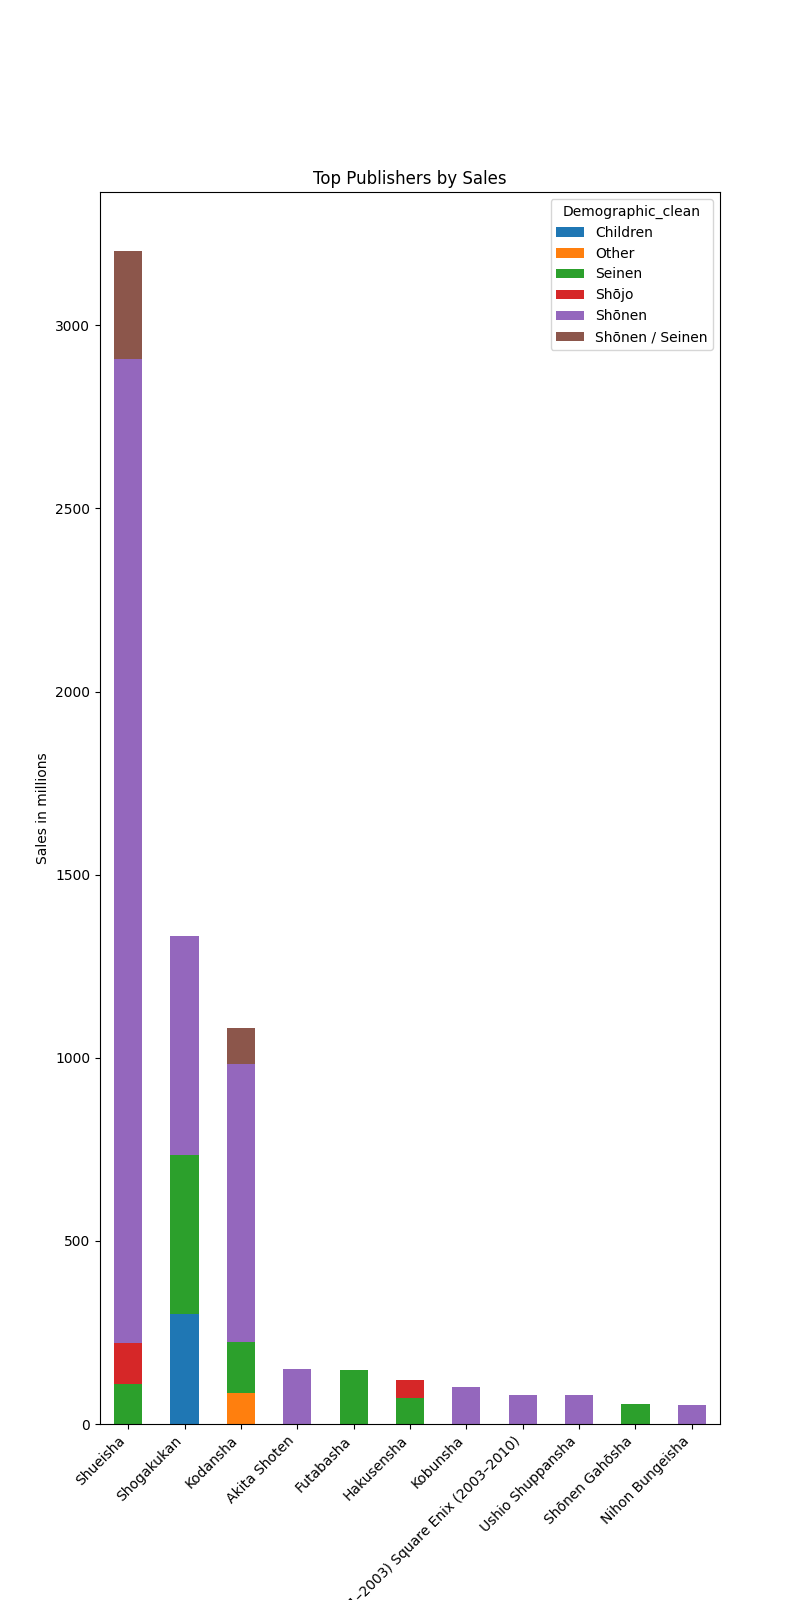 Top Publishers by Sales
Demographic_clean
Children
Other
Seinen
Shōjo
Shōnen
Shōnen / Seinen
Sales in millions
3000
2500
2000
1500
1000
500
0
Shueisha
Shogakukan
Kodansha
Akita Shoten
Futabasha
Hakusensha
Kobunsha
–2003) Square Enix (2003–2010)
Ushio Shuppansha
Shōnen Gahōsha
Nihon Bungeisha